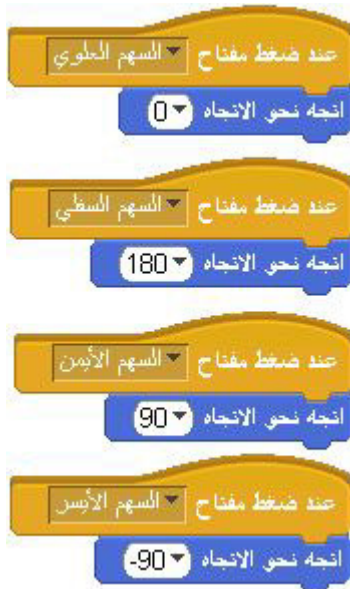 عند ضغط مفتاح السهم العلوي
اتجه نحو الاتجاه 0
عند ضغط مفتاح السهم السفلي
اتجه نحو الاتجاه 180
عند ضغط مفتاح السهم الأيمن
اتجه نحو الاتجاه 90
عند ضغط مفتاح السهم الأيسر
اتجه نحو الاتجاه -90